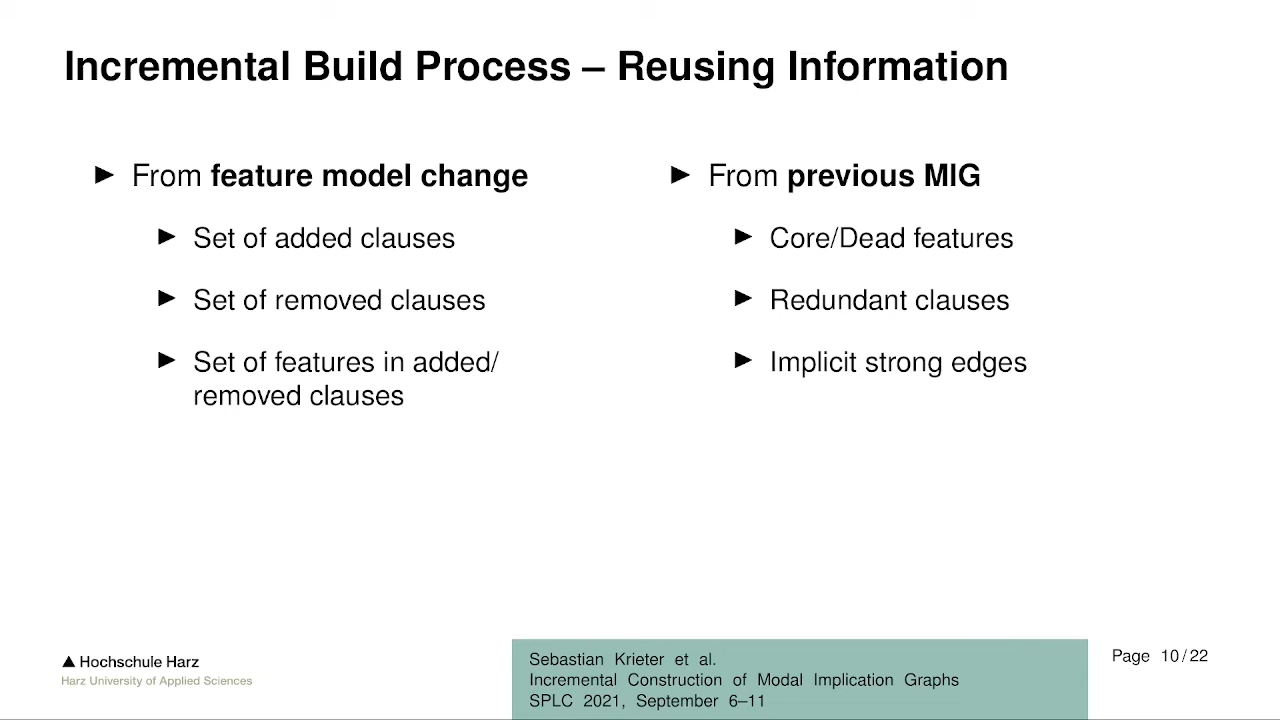 Incremental Build Process – Reusing Information
▶ From feature model change
▶ Set of added clauses
▶ Set of removed clauses
▶ Set of features in added/
removed clauses
▶ From previous MIG
▶ Core/Dead features
▶ Redundant clauses
▶ Implicit strong edges
Hochschule Harz
Harz University of Applied Sciences
Sebastian Krieter et al.
Incremental Construction of Modal Implication Graphs
SPLC 2021, September 6–11
Page 10/22